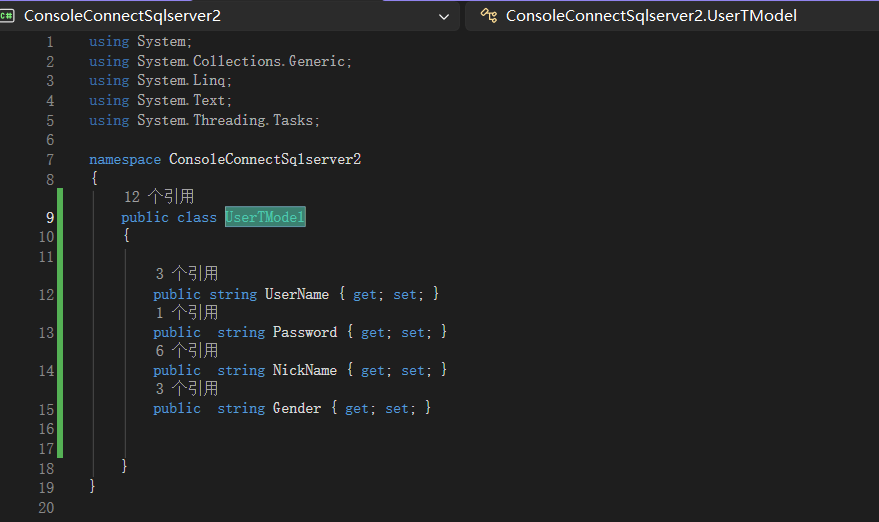 C# ConsoleConnectSqlserver2 ConsoleConnectSqlserver2.UserTModel
1 using System;
2 using System.Collections.Generic;
3 using System.Linq;
4 using System.Text;
5 using System.Threading.Tasks;
6
7 namespace ConsoleConnectSqlserver2
8 {
12 个引用
9 public class UserTModel
10 {
11
3 个引用
12 public string UserName { get; set; }
1 个引用
13 public  string Password { get; set; }
6 个引用
14 public  string NickName { get; set; }
3 个引用
15 public  string Gender { get; set; }
16
17
18 }
19 }
20